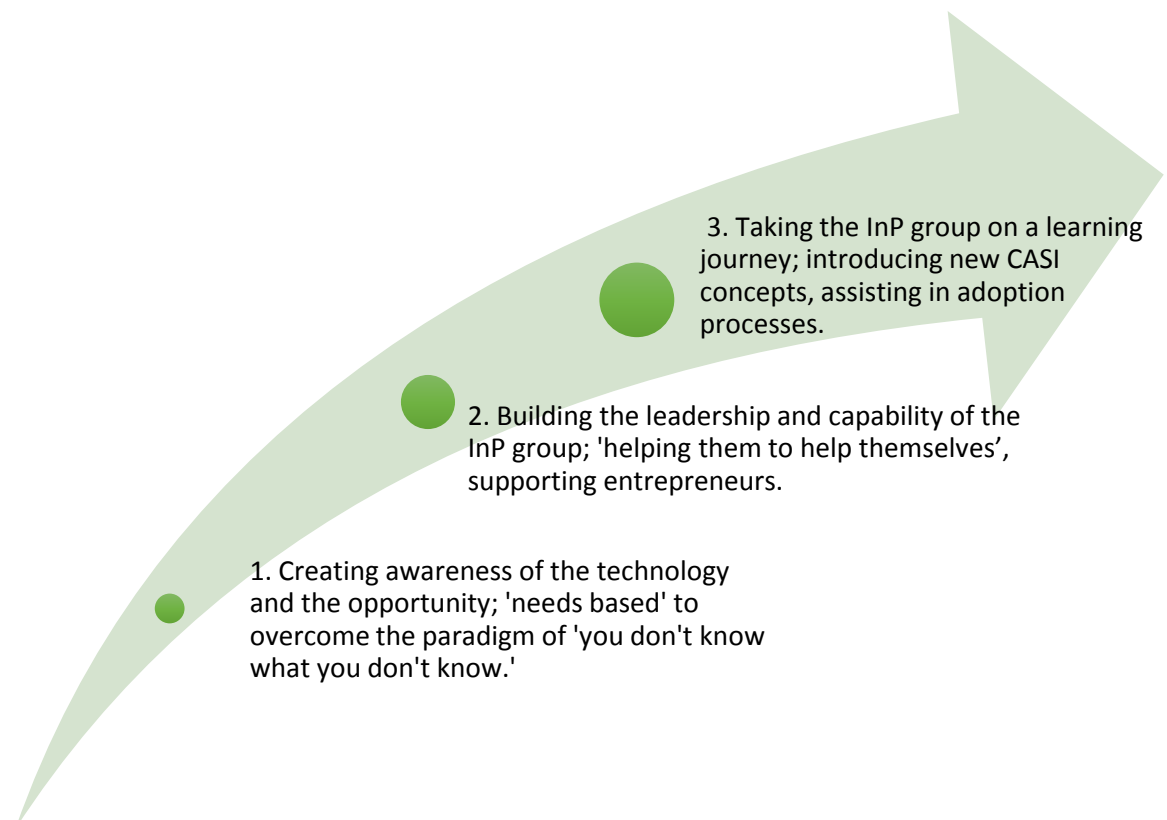 3. Taking the InP group on a learning
journey; introducing new CASI
concepts, assisting in adoption
processes.
2. Building the leadership and capability of the
InP group; 'helping them to help themselves’,
supporting entrepreneurs.
1. Creating awareness of the technology
and the opportunity; 'needs based' to
overcome the paradigm of 'you don't know
what you don't know.'